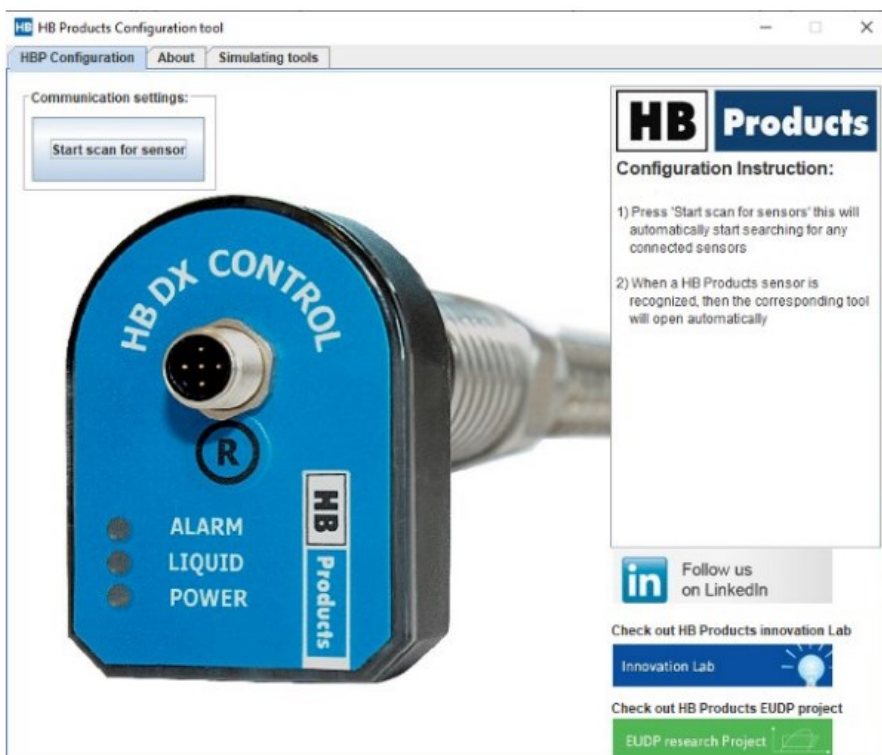 HB HB Products Configuration tool
HBP Configuration
About
Simulating tools
Communication settings:
Start scan for sensor
HB DX CONTROL
R
ALARM
LIQUID
POWER
HB
Products
HB Products
Configuration Instruction:
1) Press 'Start scan for sensors' this will
automatically start searching for any
connected sensors
2) When a HB Products sensor is
recognized, then the corresponding tool
will open automatically
in
Follow us
on LinkedIn
Check out HB Products innovation Lab
Innovation Lab
Check out HB Products EUDP project
EUDP research Project